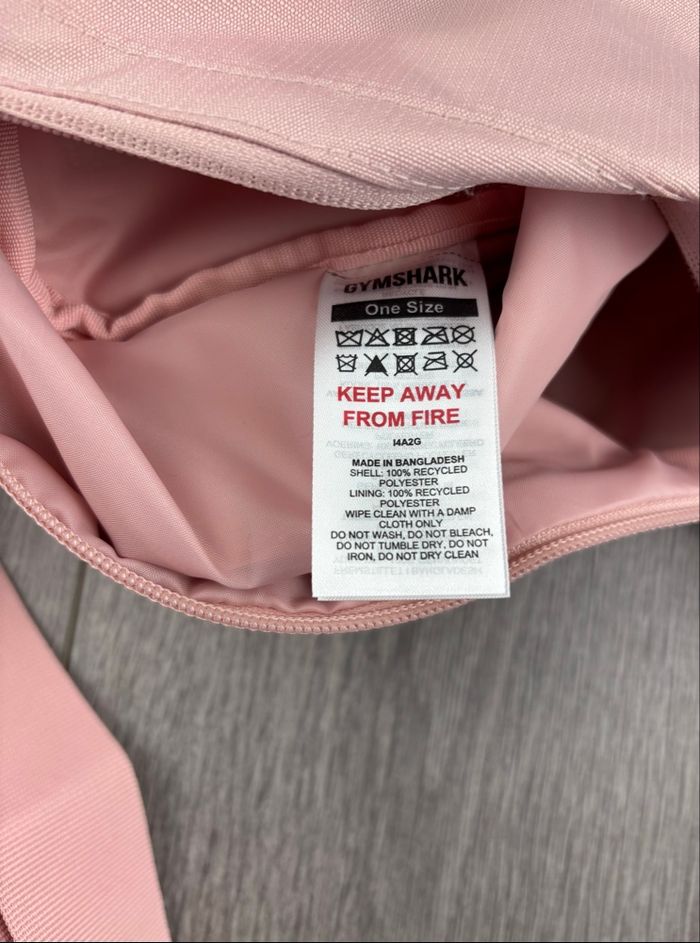 GYMSHARK
One Size
KEEP AWAY
FROM FIRE
I4A2G
MADE IN BANGLADESH
SHELL: 100% RECYCLED
POLYESTER
LINING: 100% RECYCLED
POLYESTER
WIPE CLEAN WITH A DAMP
CLOTH ONLY
DO NOT WASH, DO NOT BLEACH,
DO NOT TUMBLE DRY, DO NOT
IRON, DO NOT DRY CLEAN